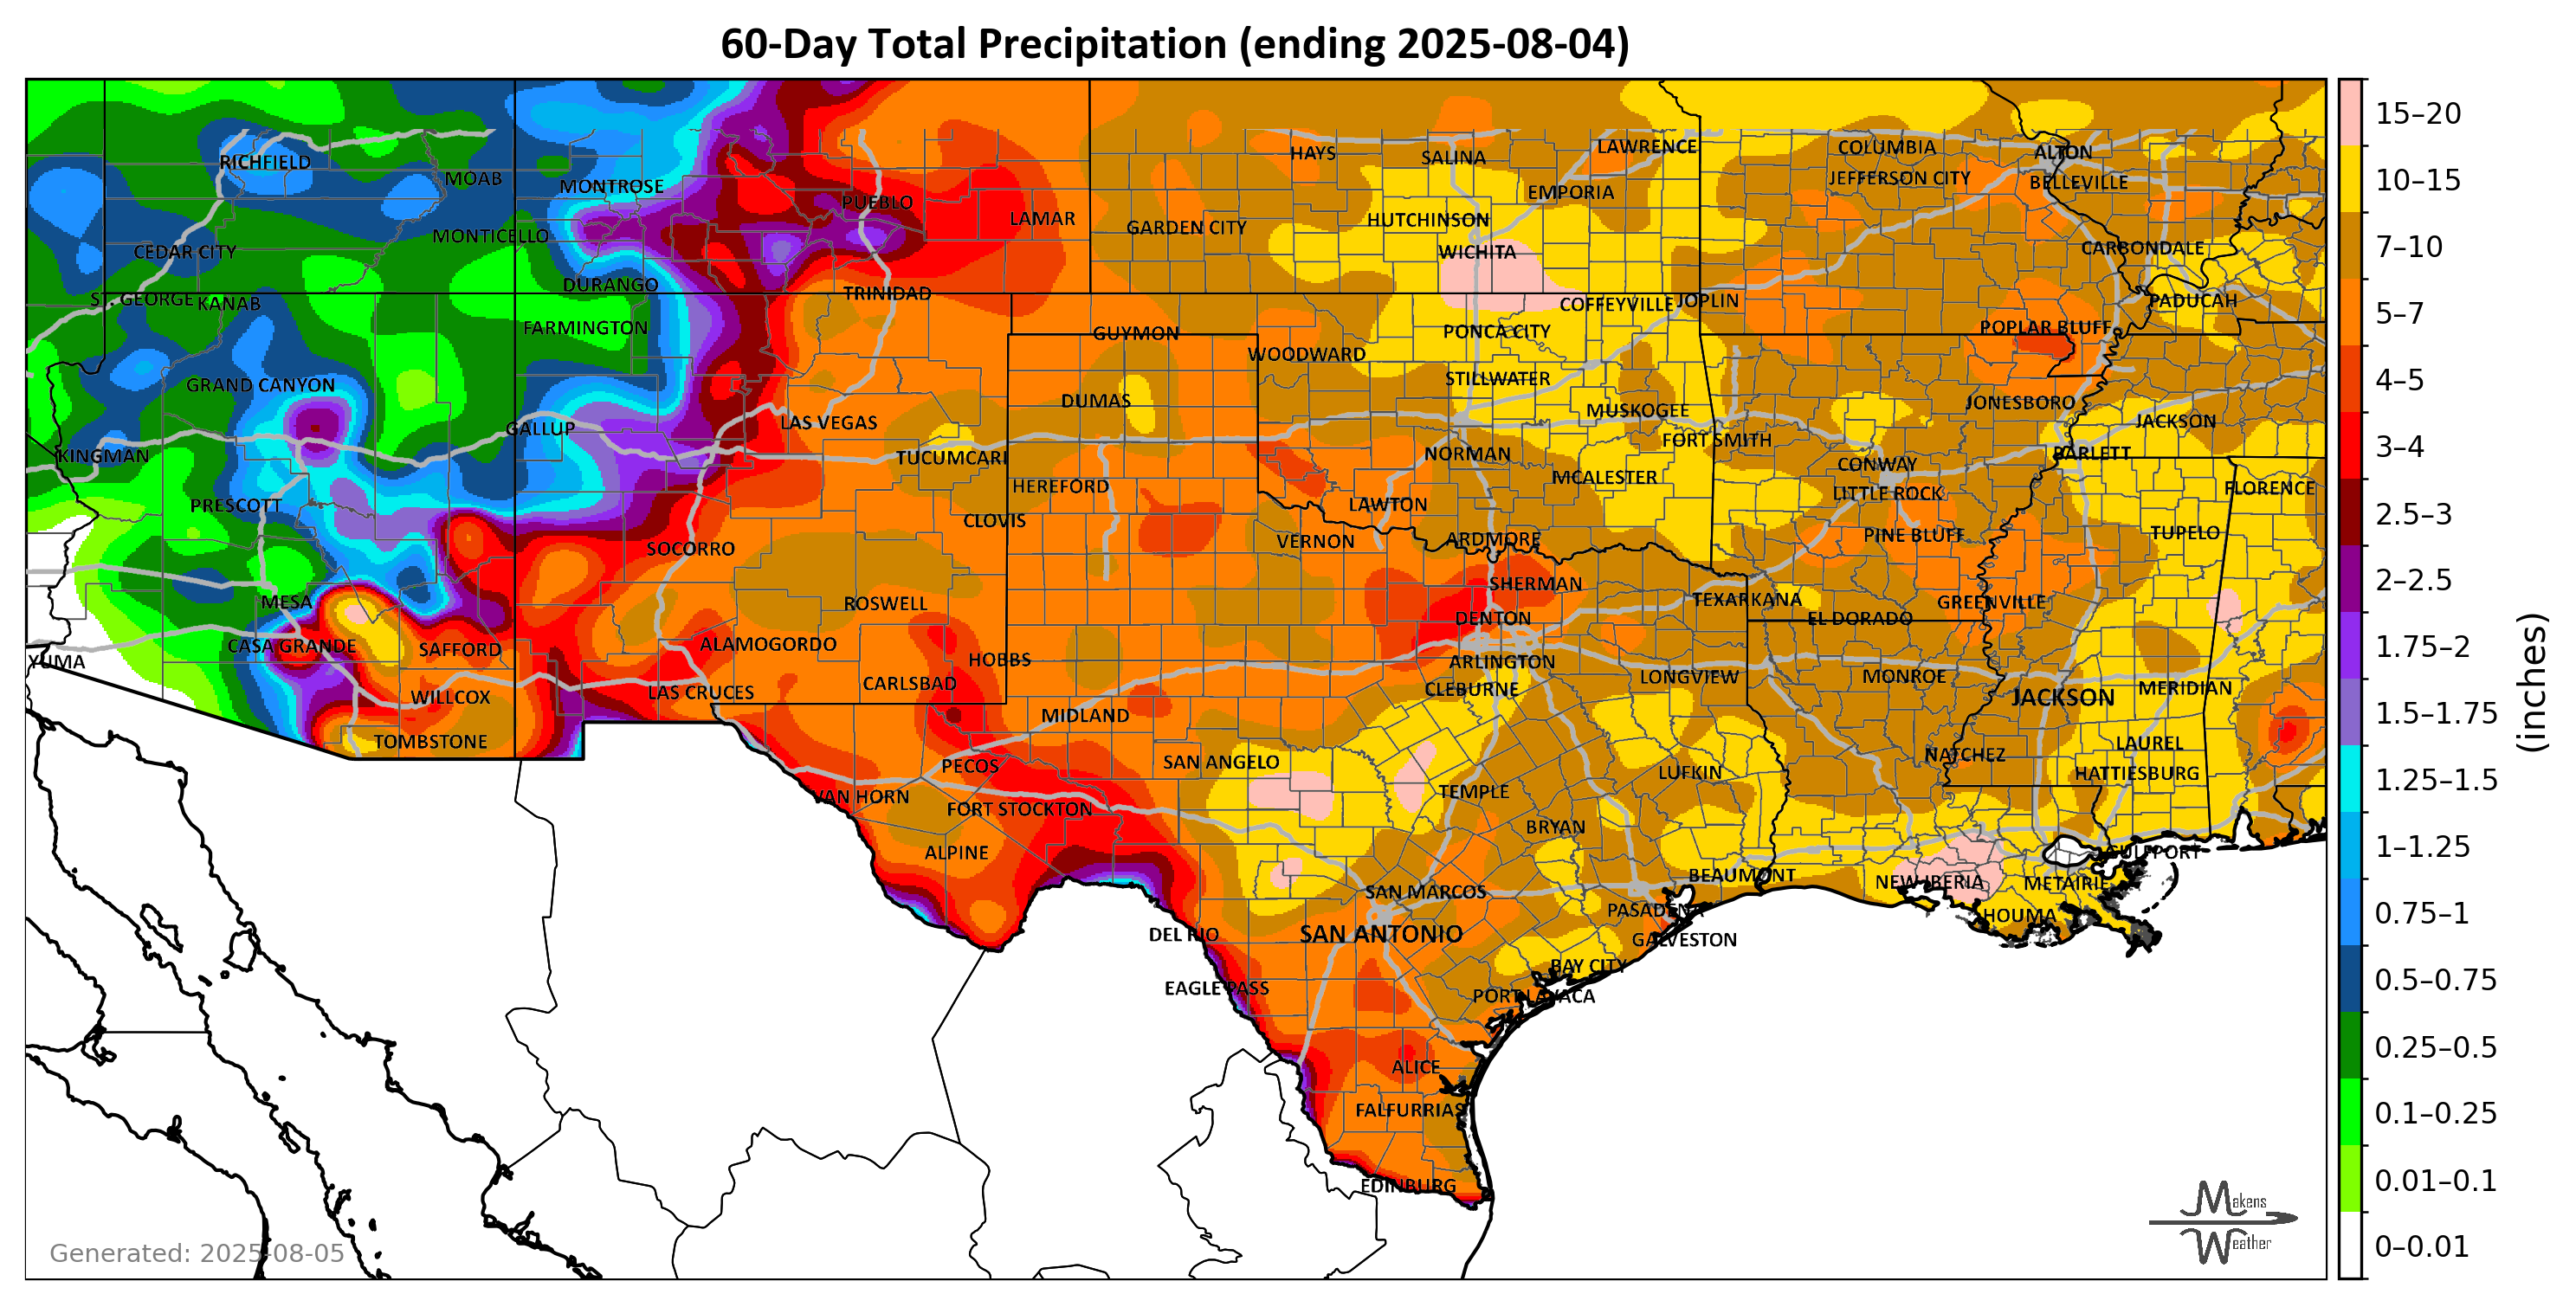 60-Day Total Precipitation (ending 2025-08-04)
HAYS
SALINA
LAWRENCE
COLUMBIA
ALTON
RICHFIELD
MOAB
MONTROSE
EMPORIA
JEFFERSON CITY
BELLEVILLE
PUEBLO
LAMAR
GARDEN CITY
HUTCHINSON
MONTICELLO
CEDAR CITY
WICHITA
CARBONDALE
DURANGO
TRINIDAD
ST. GEORGE
KANAB
COFFEYVILLE
JOPLIN
PADUCAH
FARMINGTON
GUYMON
PONCA CITY
POPLAR BLUFF
WOODWARD
GRAND CANYON
STILLWATER
DUMAS
MUSKOGEE
JONESBORO
GALLUP
LAS VEGAS
FORT SMITH
JACKSON
KINGMAN
TUCUMCARI
NORMAN
BARLETT
CONWAY
PRESCOTT
HEREFORD
MCALESTER
LITTLE ROCK
FLORENCE
LAWTON
CLOVIS
SOCORRO
VERNON
ARDMORE
PINE BLUFF
TUPELO
MESA
ROSWELL
SHERMAN
TEXARKANA
GREENVILLE
DENTON
EL DORADO
CASA GRANDE
SAFFORD
ALAMOGORDO
YUMA
HOBBS
ARLINGTON
WILLCOX
LAS CRUCES
CARLSBAD
CLEBURNE
LONGVIEW
MONROE
JACKSON
MERIDIAN
TOMBSTONE
MIDLAND
PECOS
SAN ANGELO
NATCHEZ
LAUREL
VAN HORN
FORT STOCKTON
TEMPLE
LUFKIN
HATTIESBURG
ALPINE
BRYAN
GULFPORT
SAN MARCOS
BEAUMONT
NEW IBERIA
METAIRIE
DEL RIO
SAN ANTONIO
PASADENA
GALVESTON
HOUMA
EAGLE PASS
BAY CITY
PORT LAVACA
ALICE
FALFURRIAS
EDINBURG
15–20
10–15
7–10
5–7
4–5
3–4
2.5–3
2–2.5
1.75–2
1.5–1.75
1.25–1.5
1–1.25
0.75–1
0.5–0.75
0.25–0.5
0.1–0.25
0.01–0.1
0–0.01
(inches)
Generated: 2025-08-05
Makens
Weather